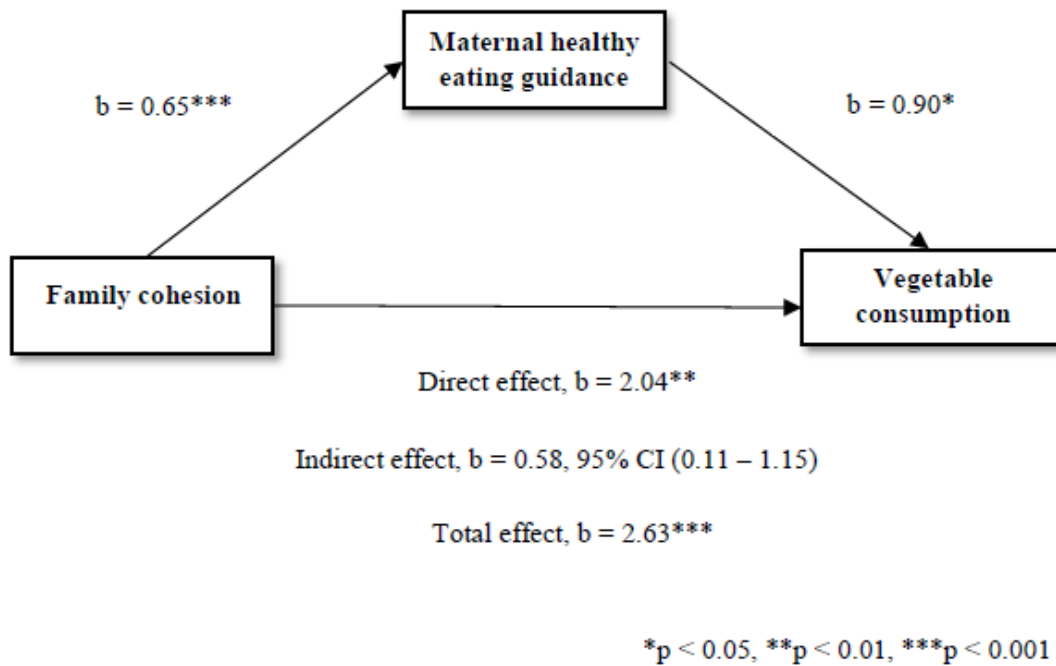 Maternal healthy
eating guidance
b = 0.65***
b = 0.90*
Family cohesion
Vegetable
consumption
Direct effect, b = 2.04**
Indirect effect, b = 0.58, 95% CI (0.11 – 1.15)
Total effect, b = 2.63***
*p < 0.05, **p < 0.01, ***p < 0.001